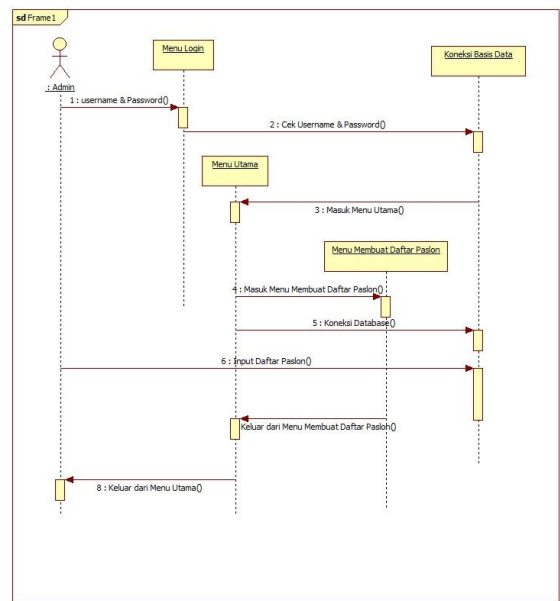 sd Frame1
Menu Login
Koneksi Basis Data
: Admin
1 : username & Password()
2 : Cek Username & Password()
Menu Utama
3 : Masuk Menu Utama()
Menu Membuat Daftar Paslon
4 : Masuk Menu Membuat Daftar Paslon()
5 : Koneksi Database()
6 : Input Daftar Paslon()
Keluar dari Menu Membuat Daftar Paslon()
8 : Keluar dari Menu Utama()